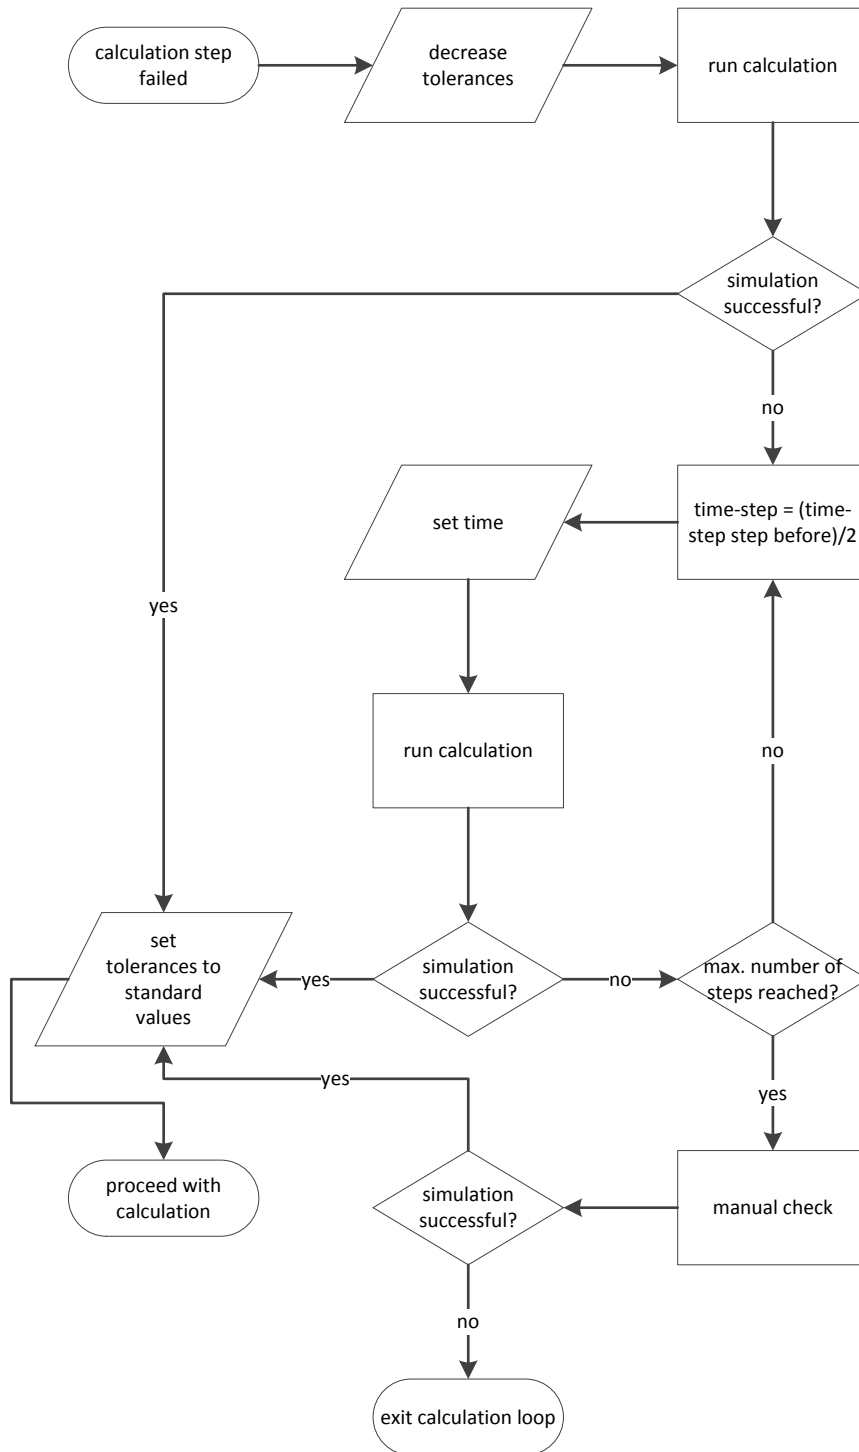 calculation step
failed
decrease
tolerances
run calculation
simulation
successful?
no
time-step = (time-
step step before)/2
set time
yes
run calculation
no
set
tolerances to
standard
values
yes
simulation
successful?
no
max. number of
steps reached?
yes
yes
proceed with
calculation
simulation
successful?
manual check
no
exit calculation loop